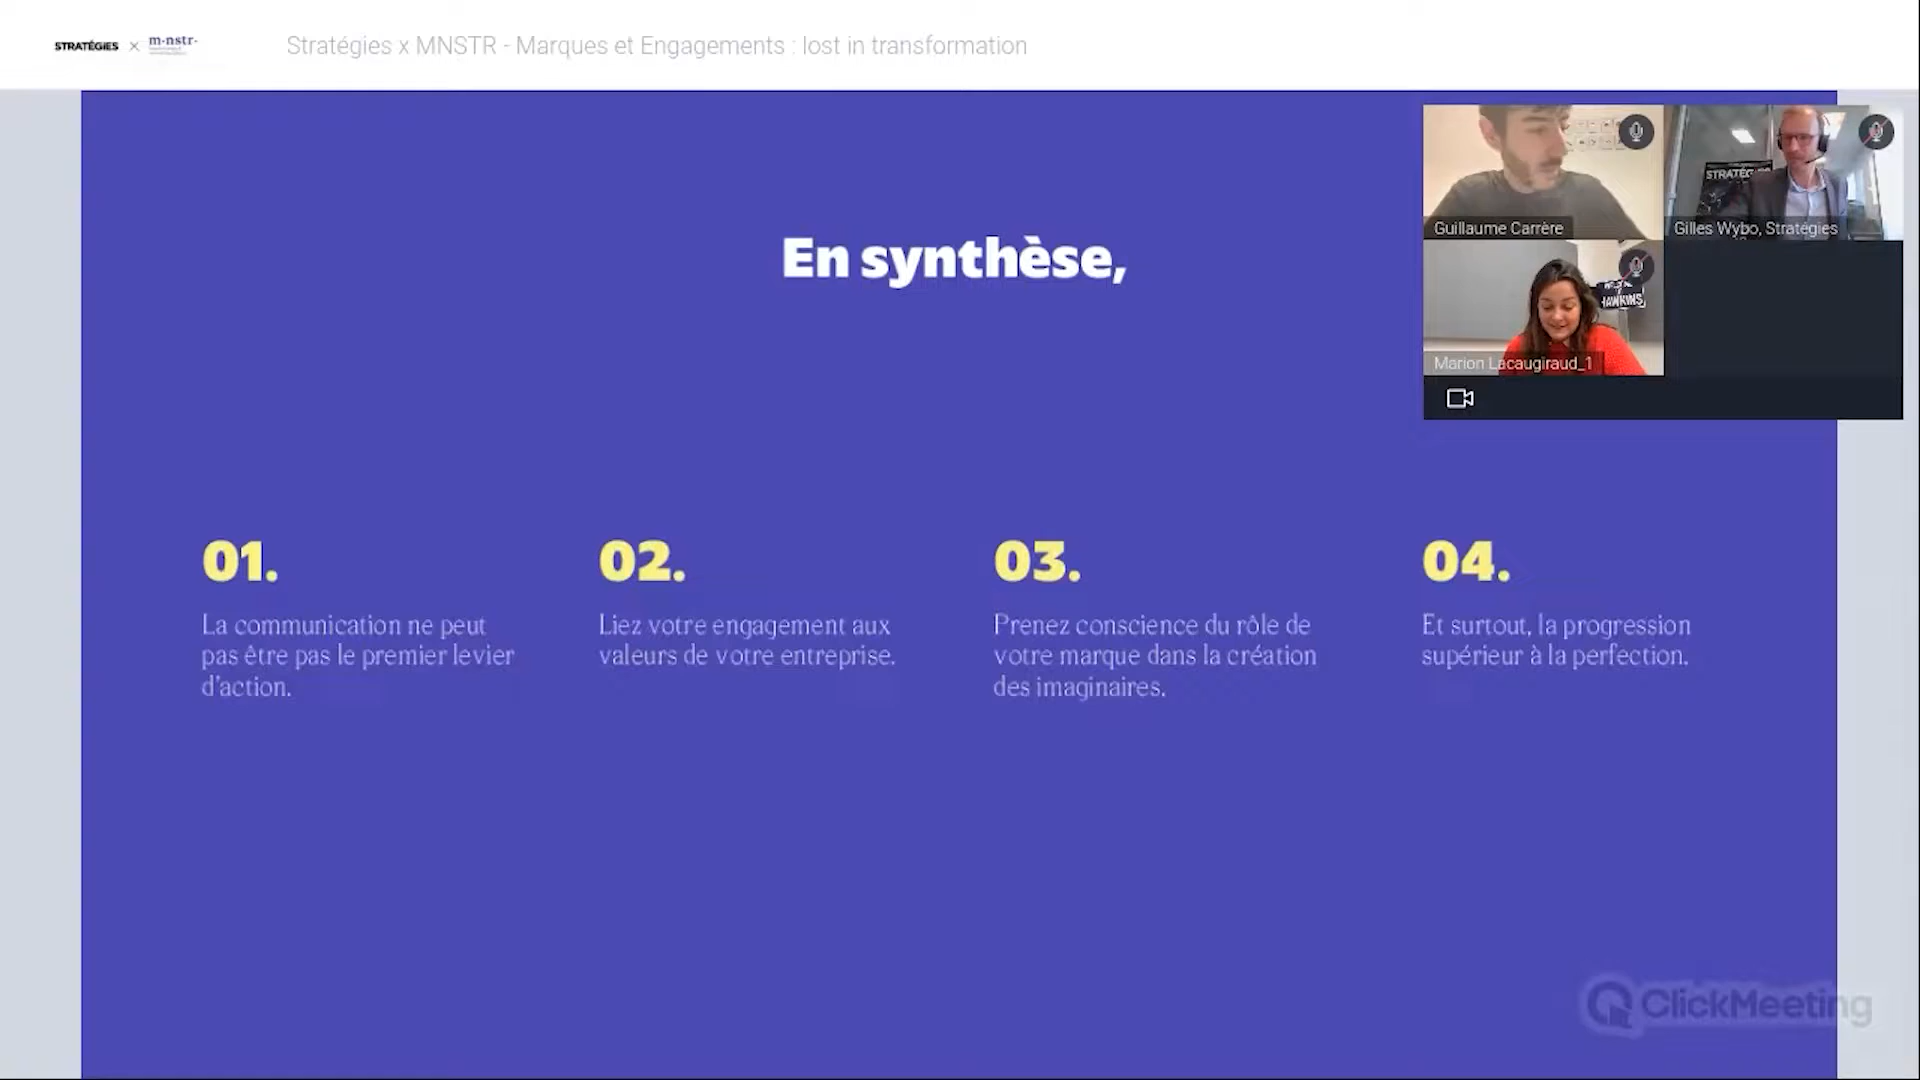 STRATÉGIES × m-nstr-
Stratégies x MNSTR - Marques et Engagements : lost in transformation
Guillaume Carrère
STRATÉGIES
Gilles Wybo, Stratégies
HAWKINS
Marion Lacaugiraud_1
En synthèse,
01.
La communication ne peut
pas être pas le premier levier
d'action.
02.
Liez votre engagement aux
valeurs de votre entreprise.
03.
Prenez conscience du rôle de
votre marque dans la création
des imaginaires.
04.
Et surtout, la progression
supérieur à la perfection.
ClickMeeting